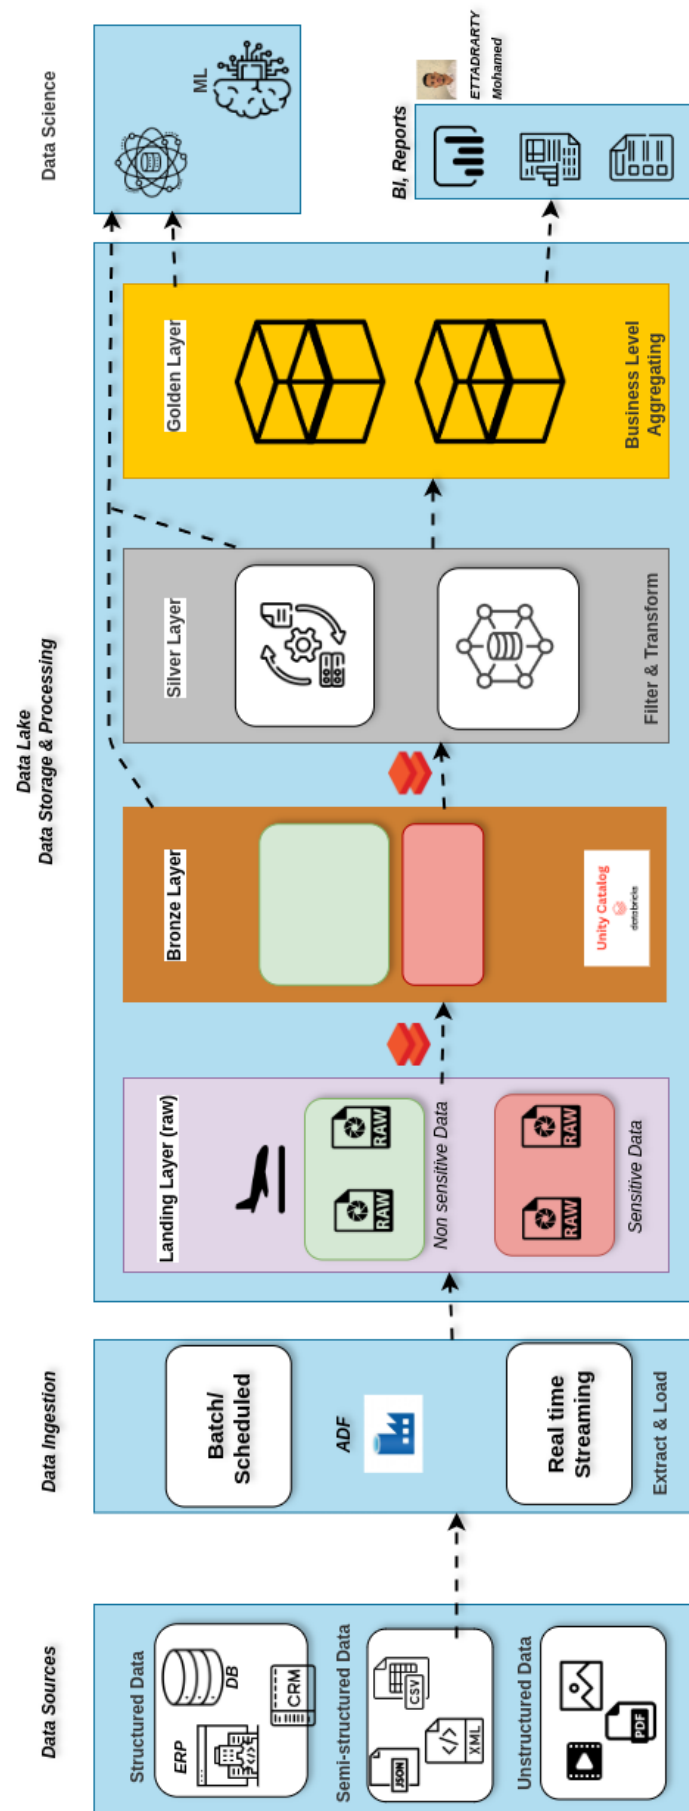 Data Sources
Structured Data
ERP
DB
CRM
Semi-structured Data
JSON
CSV
XML
Unstructured Data
PDF
Data Ingestion
Batch/
Scheduled
ADF
Real time
Streaming
Extract & Load
Data Lake
Data Storage & Processing
Landing Layer (raw)
RAW
RAW
Non sensitive Data
RAW
RAW
Sensitive Data
Bronze Layer
Unity Catalog
databricks
Silver Layer
Filter & Transform
Golden Layer
Business Level
Aggregating
Data Science
ML
BI, Reports
ETTADRARTY
Mohamed